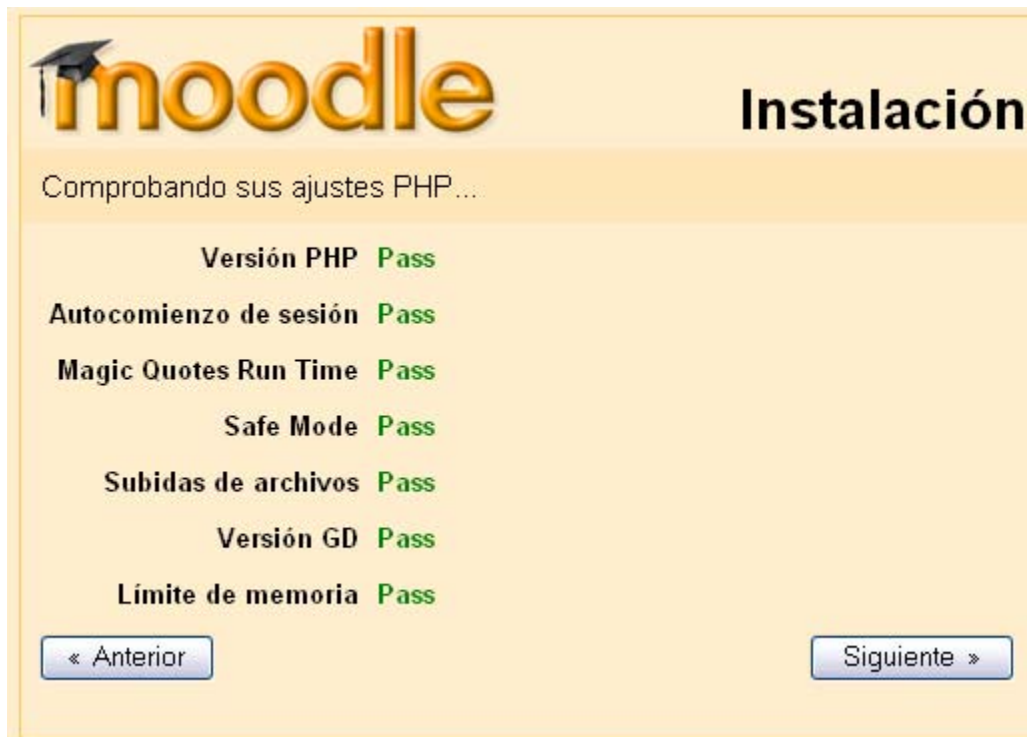 moodle
Instalación
Comprobando sus ajustes PHP...
Versión PHP Pass
Autocomienzo de sesión Pass
Magic Quotes Run Time Pass
Safe Mode Pass
Subidas de archivos Pass
Versión GD Pass
Límite de memoria Pass
« Anterior
Siguiente »